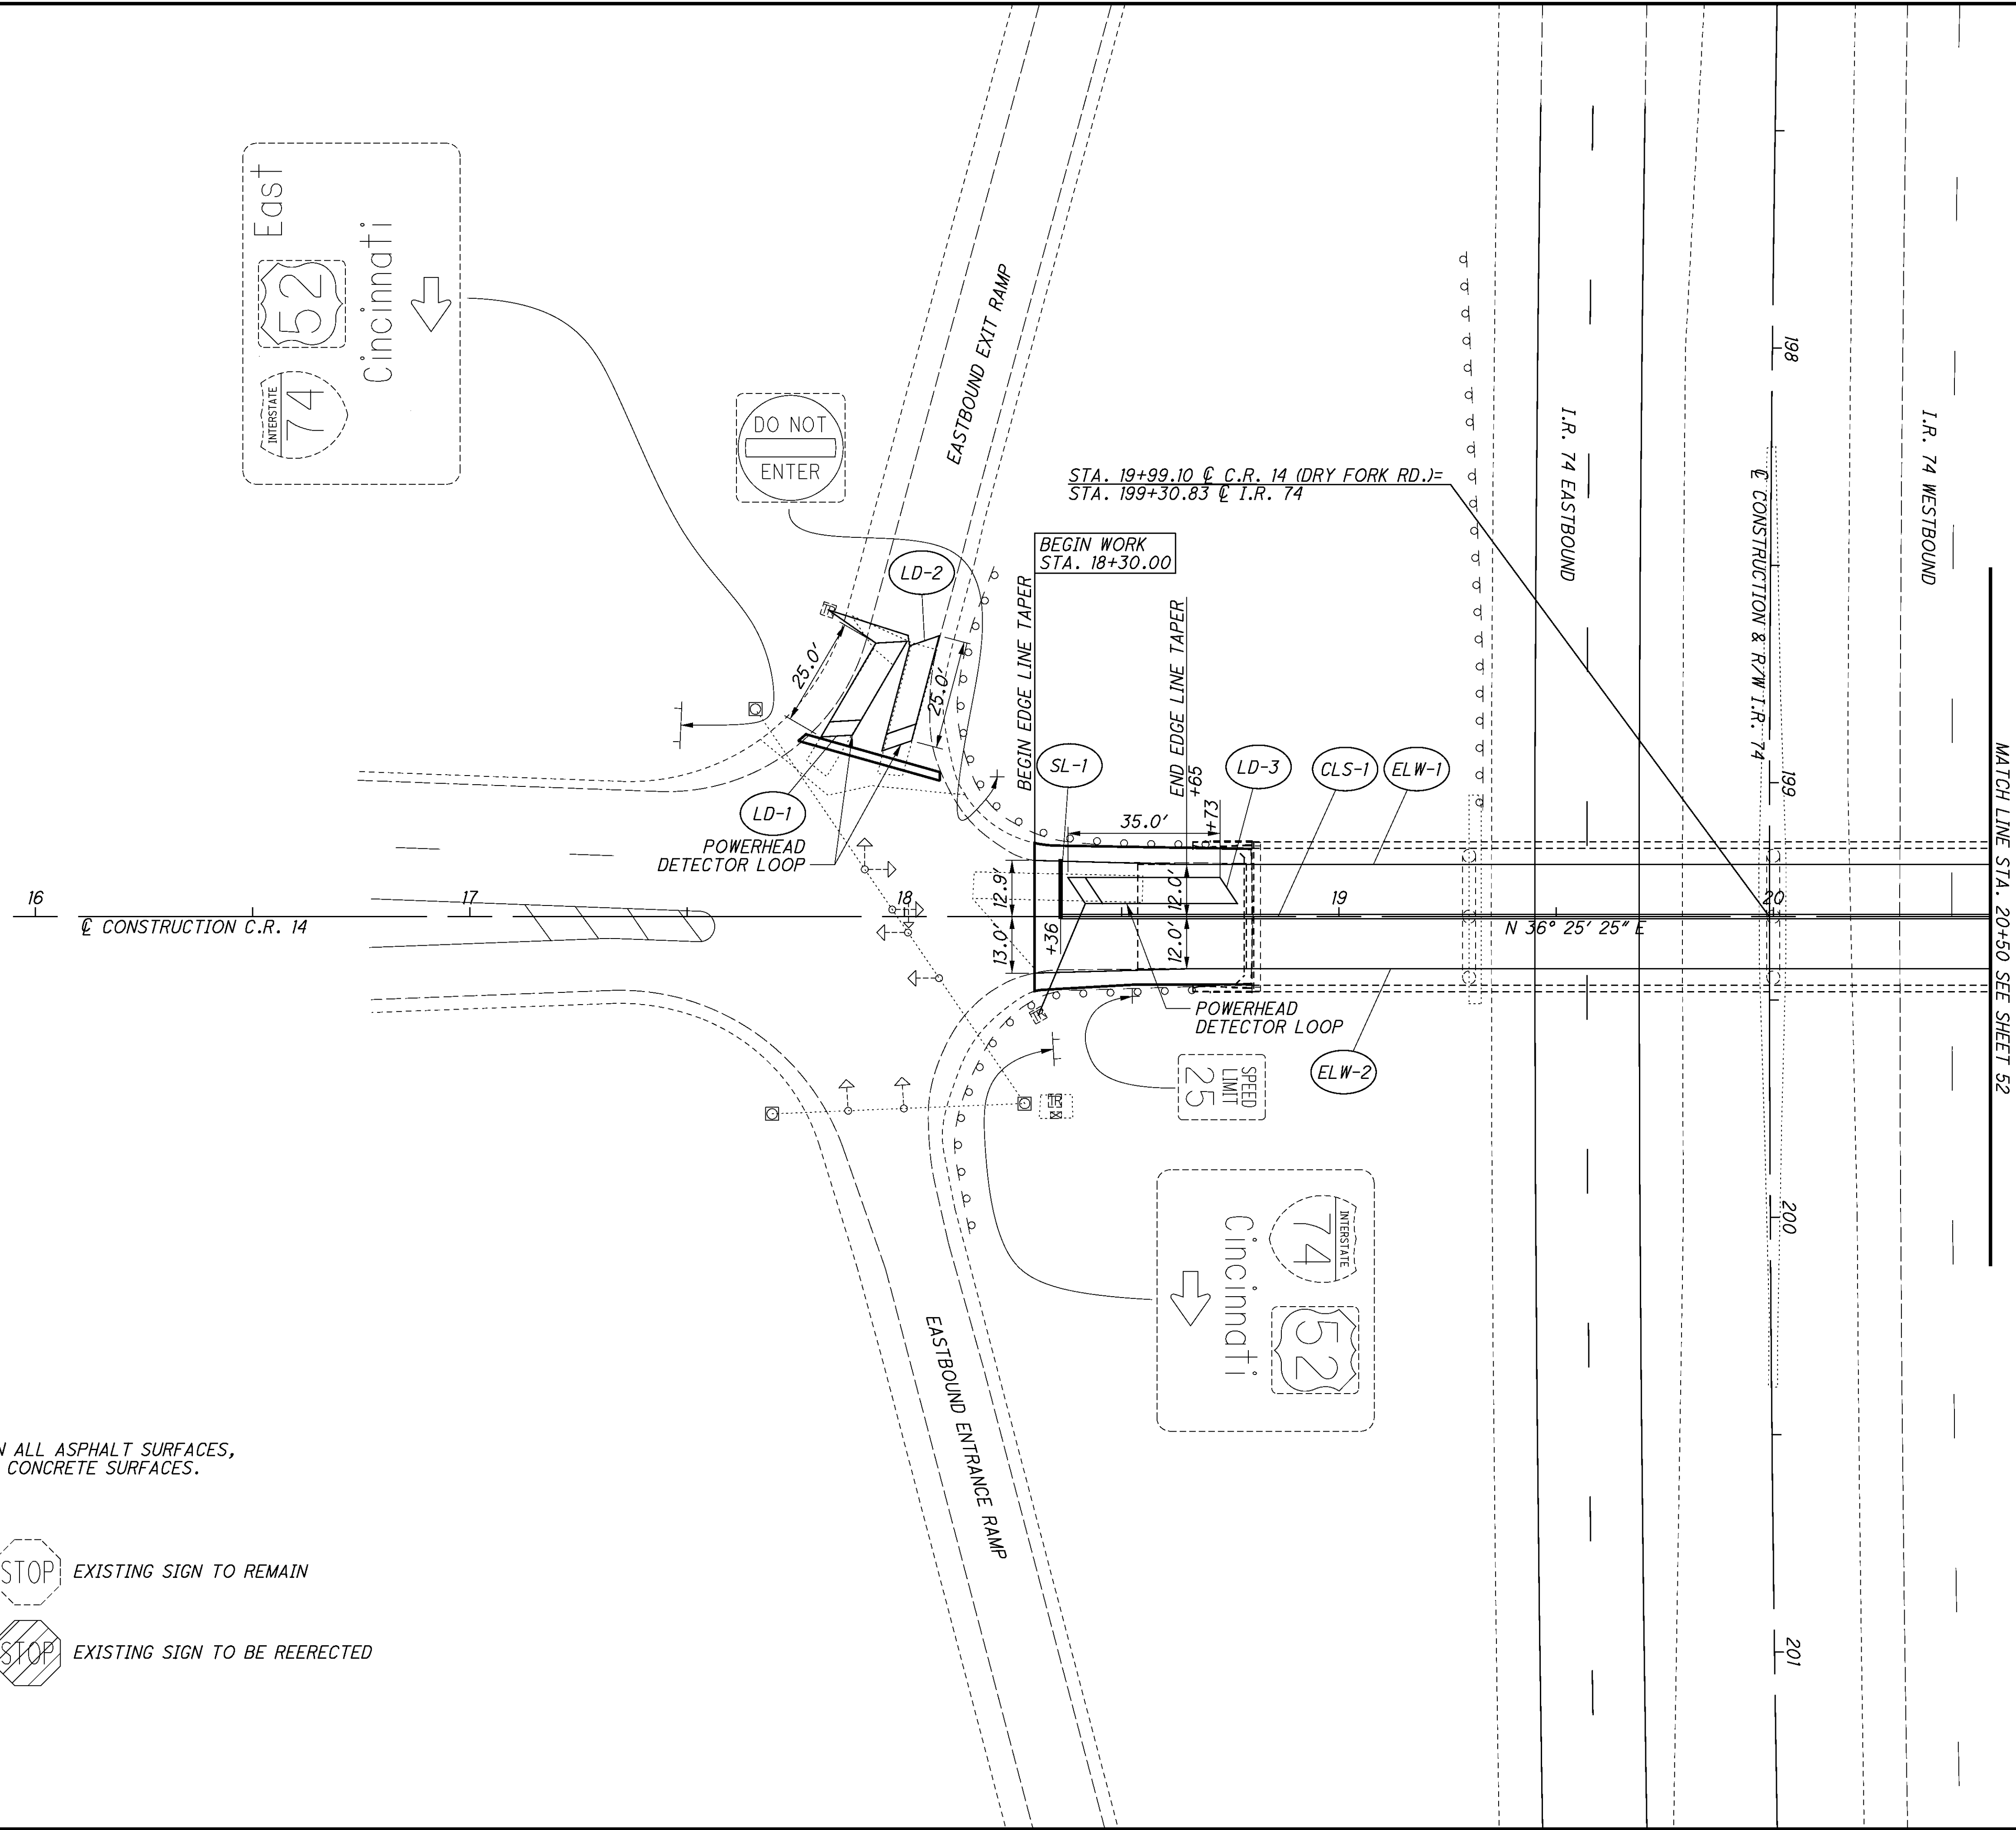 East
52
INTERSTATE
74
Cincinnati
DO NOT
ENTER
EASTBOUND EXIT RAMP
STA. 19+99.10 ℄ C.R. 14 (DRY FORK RD.)=
STA. 199+30.83 ℄ I.R. 74
BEGIN WORK
STA. 18+30.00
BEGIN EDGE LINE TAPER
END EDGE LINE TAPER
+65
+73
I.R. 74 EASTBOUND
℄ CONSTRUCTION & R/W I.R. 74
I.R. 74 WESTBOUND
198
199
200
201
MATCH LINE STA. 20+50 SEE SHEET 52
LD-2
25.0'
25.0'
LD-1
POWERHEAD
DETECTOR LOOP
SL-1
LD-3
CLS-1
ELW-1
35.0'
12.9'
12.0'
13.0'
+36
12.0'
16
17
18
19
20
℄ CONSTRUCTION C.R. 14
N 36° 25' 25" E
TR
TR
TR
POWERHEAD
DETECTOR LOOP
ELW-2
SPEED
LIMIT
25
INTERSTATE
74
52
Cincinnati
EASTBOUND ENTRANCE RAMP
N ALL ASPHALT SURFACES,
CONCRETE SURFACES.
STOP EXISTING SIGN TO REMAIN
STOP EXISTING SIGN TO BE REERECTED